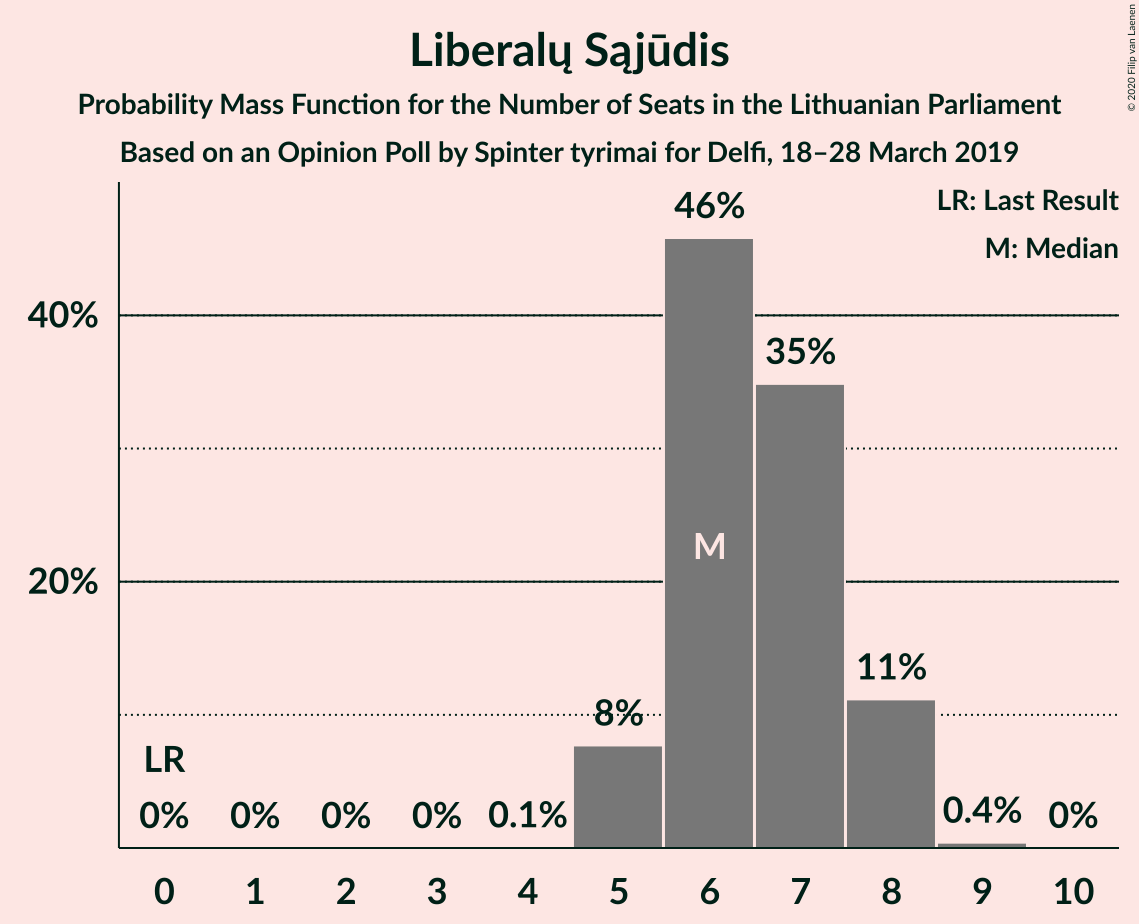 Liberalų Sąjūdis
Probability Mass Function for the Number of Seats in the Lithuanian Parliament
Based on an Opinion Poll by Spinter tyrimai for Delfi, 18–28 March 2019
© 2020 Filip van Laenen
LR: Last Result
M: Median
46%
40%
35%
M
20%
11%
8%
LR
0% 0% 0% 0% 0.1% 0.4% 0%
0 1 2 3 4 5 6 7 8 9 10